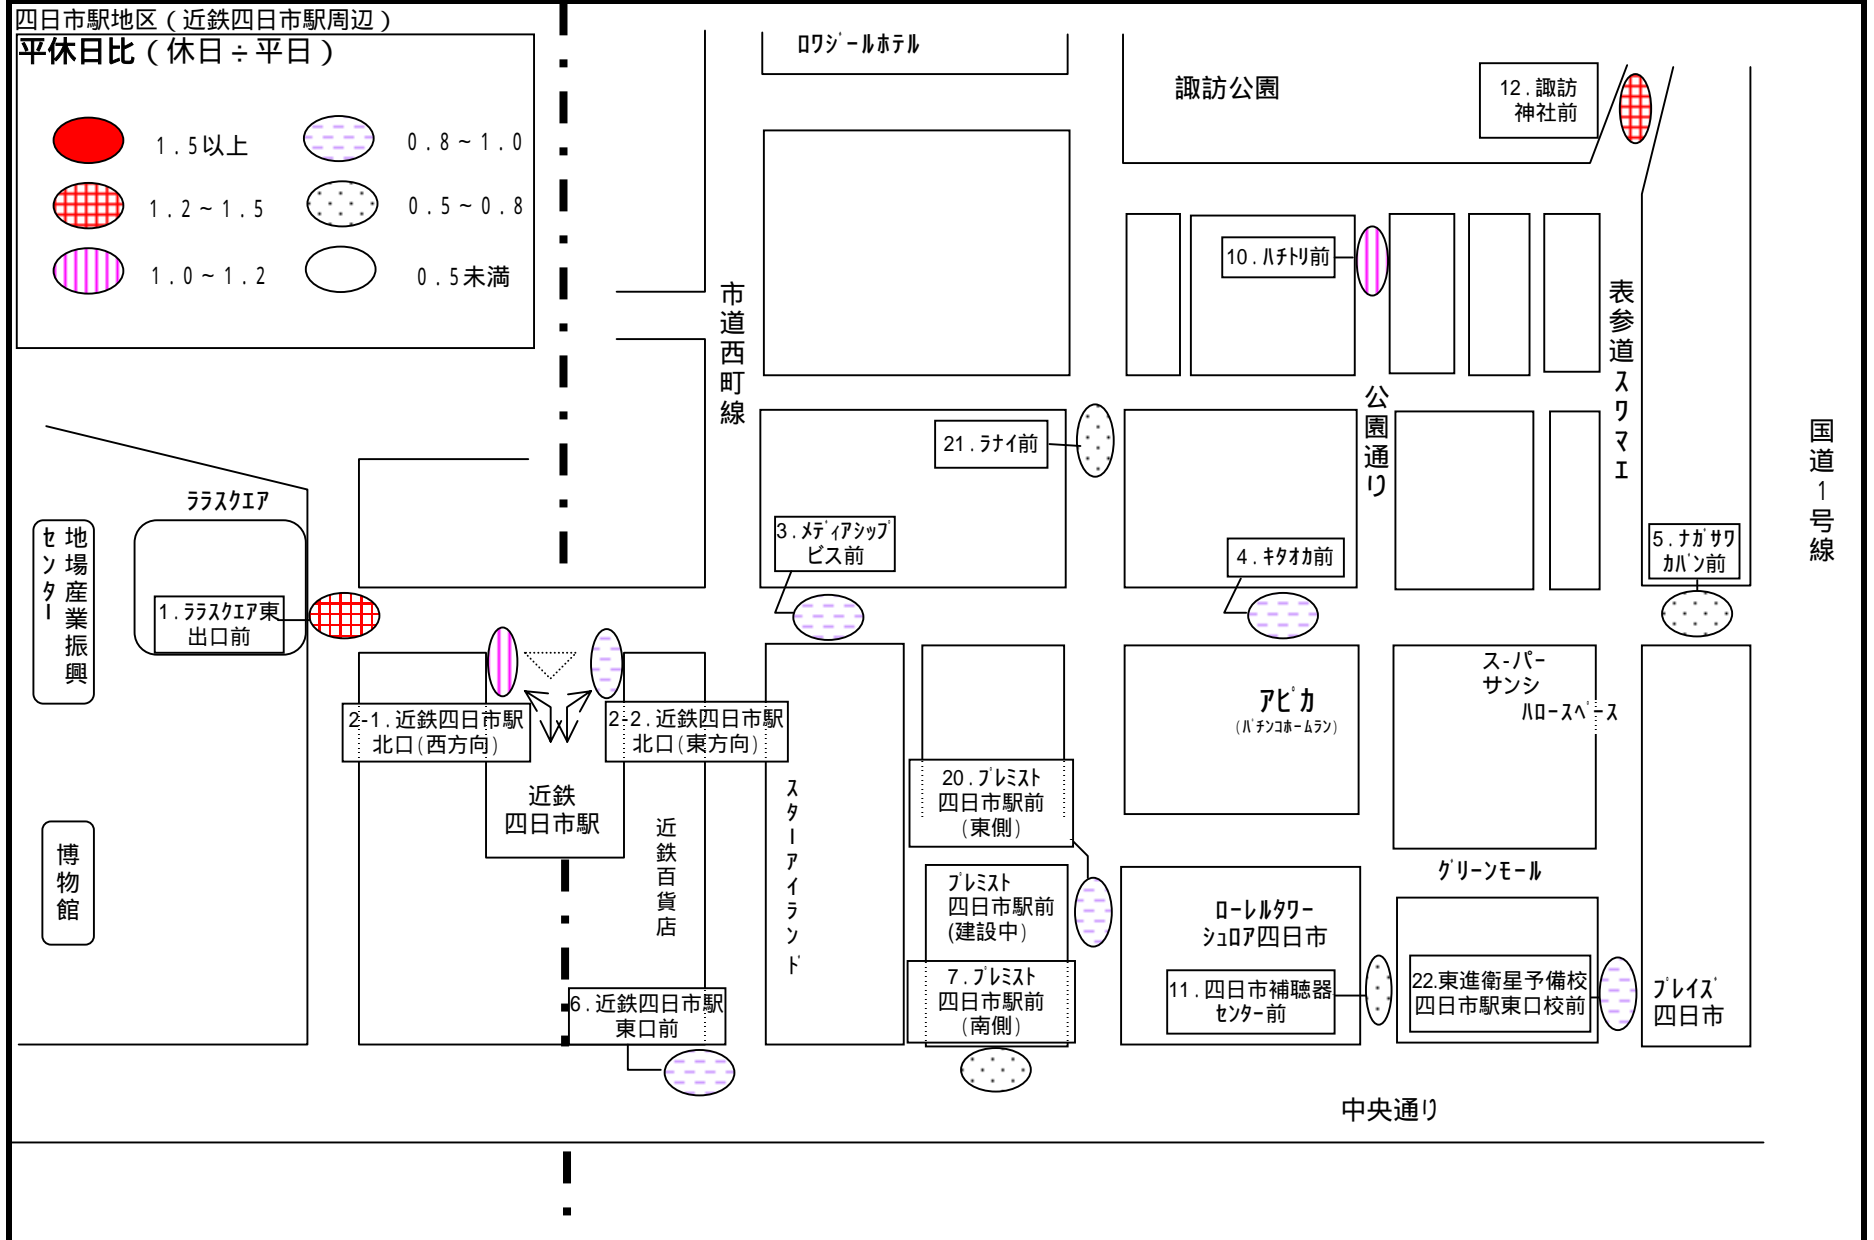 四日市駅地区（近鉄四日市駅周辺）
平休日比（休日÷平日）
1.5以上
0.8～1.0
1.2～1.5
0.5～0.8
1.0～1.2
0.5未満
ﾛﾜｼﾞｰﾙﾎﾃﾙ
諏訪公園
12.諏訪
神社前
10.ﾊﾁﾄﾘ前
市道西町線
表参道ｽﾜﾏｴ
公園通り
国道1号線
21.ﾗﾅｲ前
ﾗﾗｽｸｴｱ
地場産業振興
センター
1.ﾗﾗｽｸｴｱ東
出口前
3.ﾒﾃﾞｨｱｼｯﾌﾟ
ビス前
4.ｷﾀｵｶ前
5.ﾅｶﾞｻﾜ
ｶﾊﾞﾝ前
2-1.近鉄四日市駅
北口(西方向)
2-2.近鉄四日市駅
北口(東方向)
近鉄
四日市駅
近鉄百貨店
スターアイランド
アピカ
(ﾊﾟﾁﾝｺﾎｰﾑﾗﾝ)
ス-パー
サンシ
ﾊﾛｰｽﾍﾟｰｽ
20.ﾌﾟﾚﾐｽﾄ
四日市駅前
(東側)
博物館
ﾌﾟﾚﾐｽﾄ
四日市駅前
(建設中)
ｸﾞﾘｰﾝﾓｰﾙ
ﾛｰﾚﾙﾀﾜｰ
ｼｭﾛｱ四日市
7.ﾌﾟﾚﾐｽﾄ
四日市駅前
(南側)
11.四日市補聴器
ｾﾝﾀｰ前
22.東進衛星予備校
四日市駅東口校前
ﾌﾟﾚｲｽﾞ
四日市
6.近鉄四日市駅
東口前
中央通り